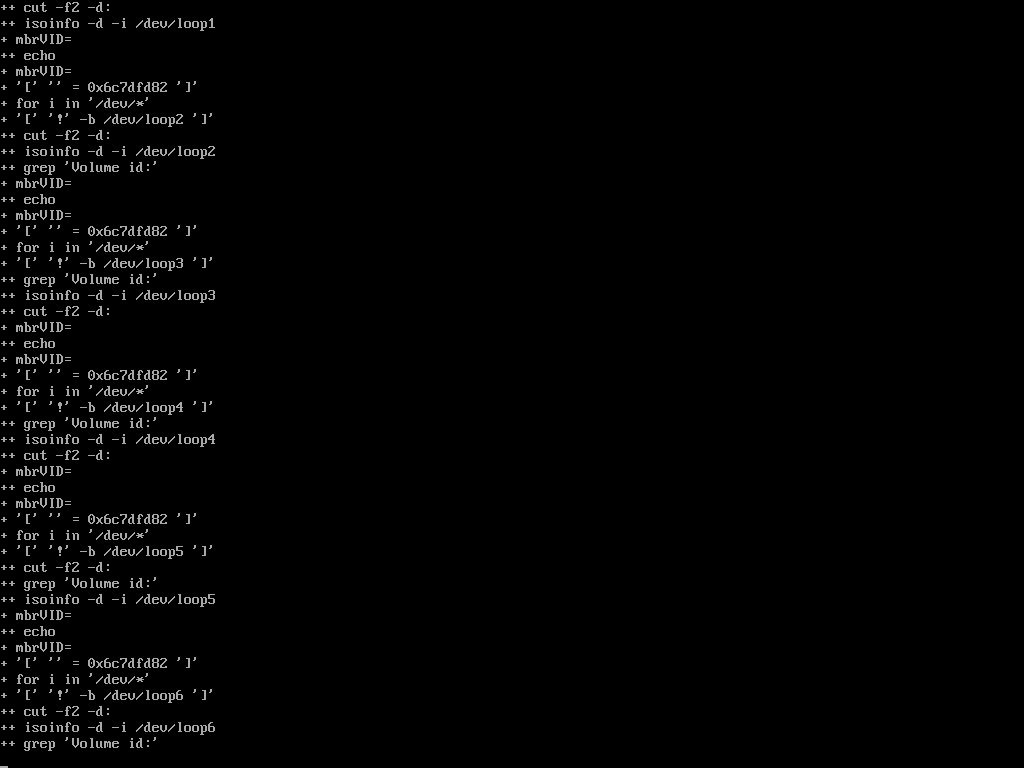 ++ cut -f2 -d:
++ isoinfo -d -i /dev/loop1
+ mbrVID=
++ echo
+ mbrVID=
+ '[' '' = 0x6c7dfd82 ']'
+ for i in '/dev/*'
+ '[' '!' -b /dev/loop2 ']'
++ cut -f2 -d:
++ isoinfo -d -i /dev/loop2
++ grep 'Volume id:'
+ mbrVID=
++ echo
+ mbrVID=
+ '[' '' = 0x6c7dfd82 ']'
+ for i in '/dev/*'
+ '[' '!' -b /dev/loop3 ']'
++ grep 'Volume id:'
++ isoinfo -d -i /dev/loop3
++ cut -f2 -d:
+ mbrVID=
++ echo
+ mbrVID=
+ '[' '' = 0x6c7dfd82 ']'
+ for i in '/dev/*'
+ '[' '!' -b /dev/loop4 ']'
++ grep 'Volume id:'
++ isoinfo -d -i /dev/loop4
++ cut -f2 -d:
+ mbrVID=
++ echo
+ mbrVID=
+ '[' '' = 0x6c7dfd82 ']'
+ for i in '/dev/*'
+ '[' '!' -b /dev/loop5 ']'
++ cut -f2 -d:
++ grep 'Volume id:'
++ isoinfo -d -i /dev/loop5
+ mbrVID=
++ echo
+ mbrVID=
+ '[' '' = 0x6c7dfd82 ']'
+ for i in '/dev/*'
+ '[' '!' -b /dev/loop6 ']'
++ cut -f2 -d:
++ isoinfo -d -i /dev/loop6
++ grep 'Volume id:'